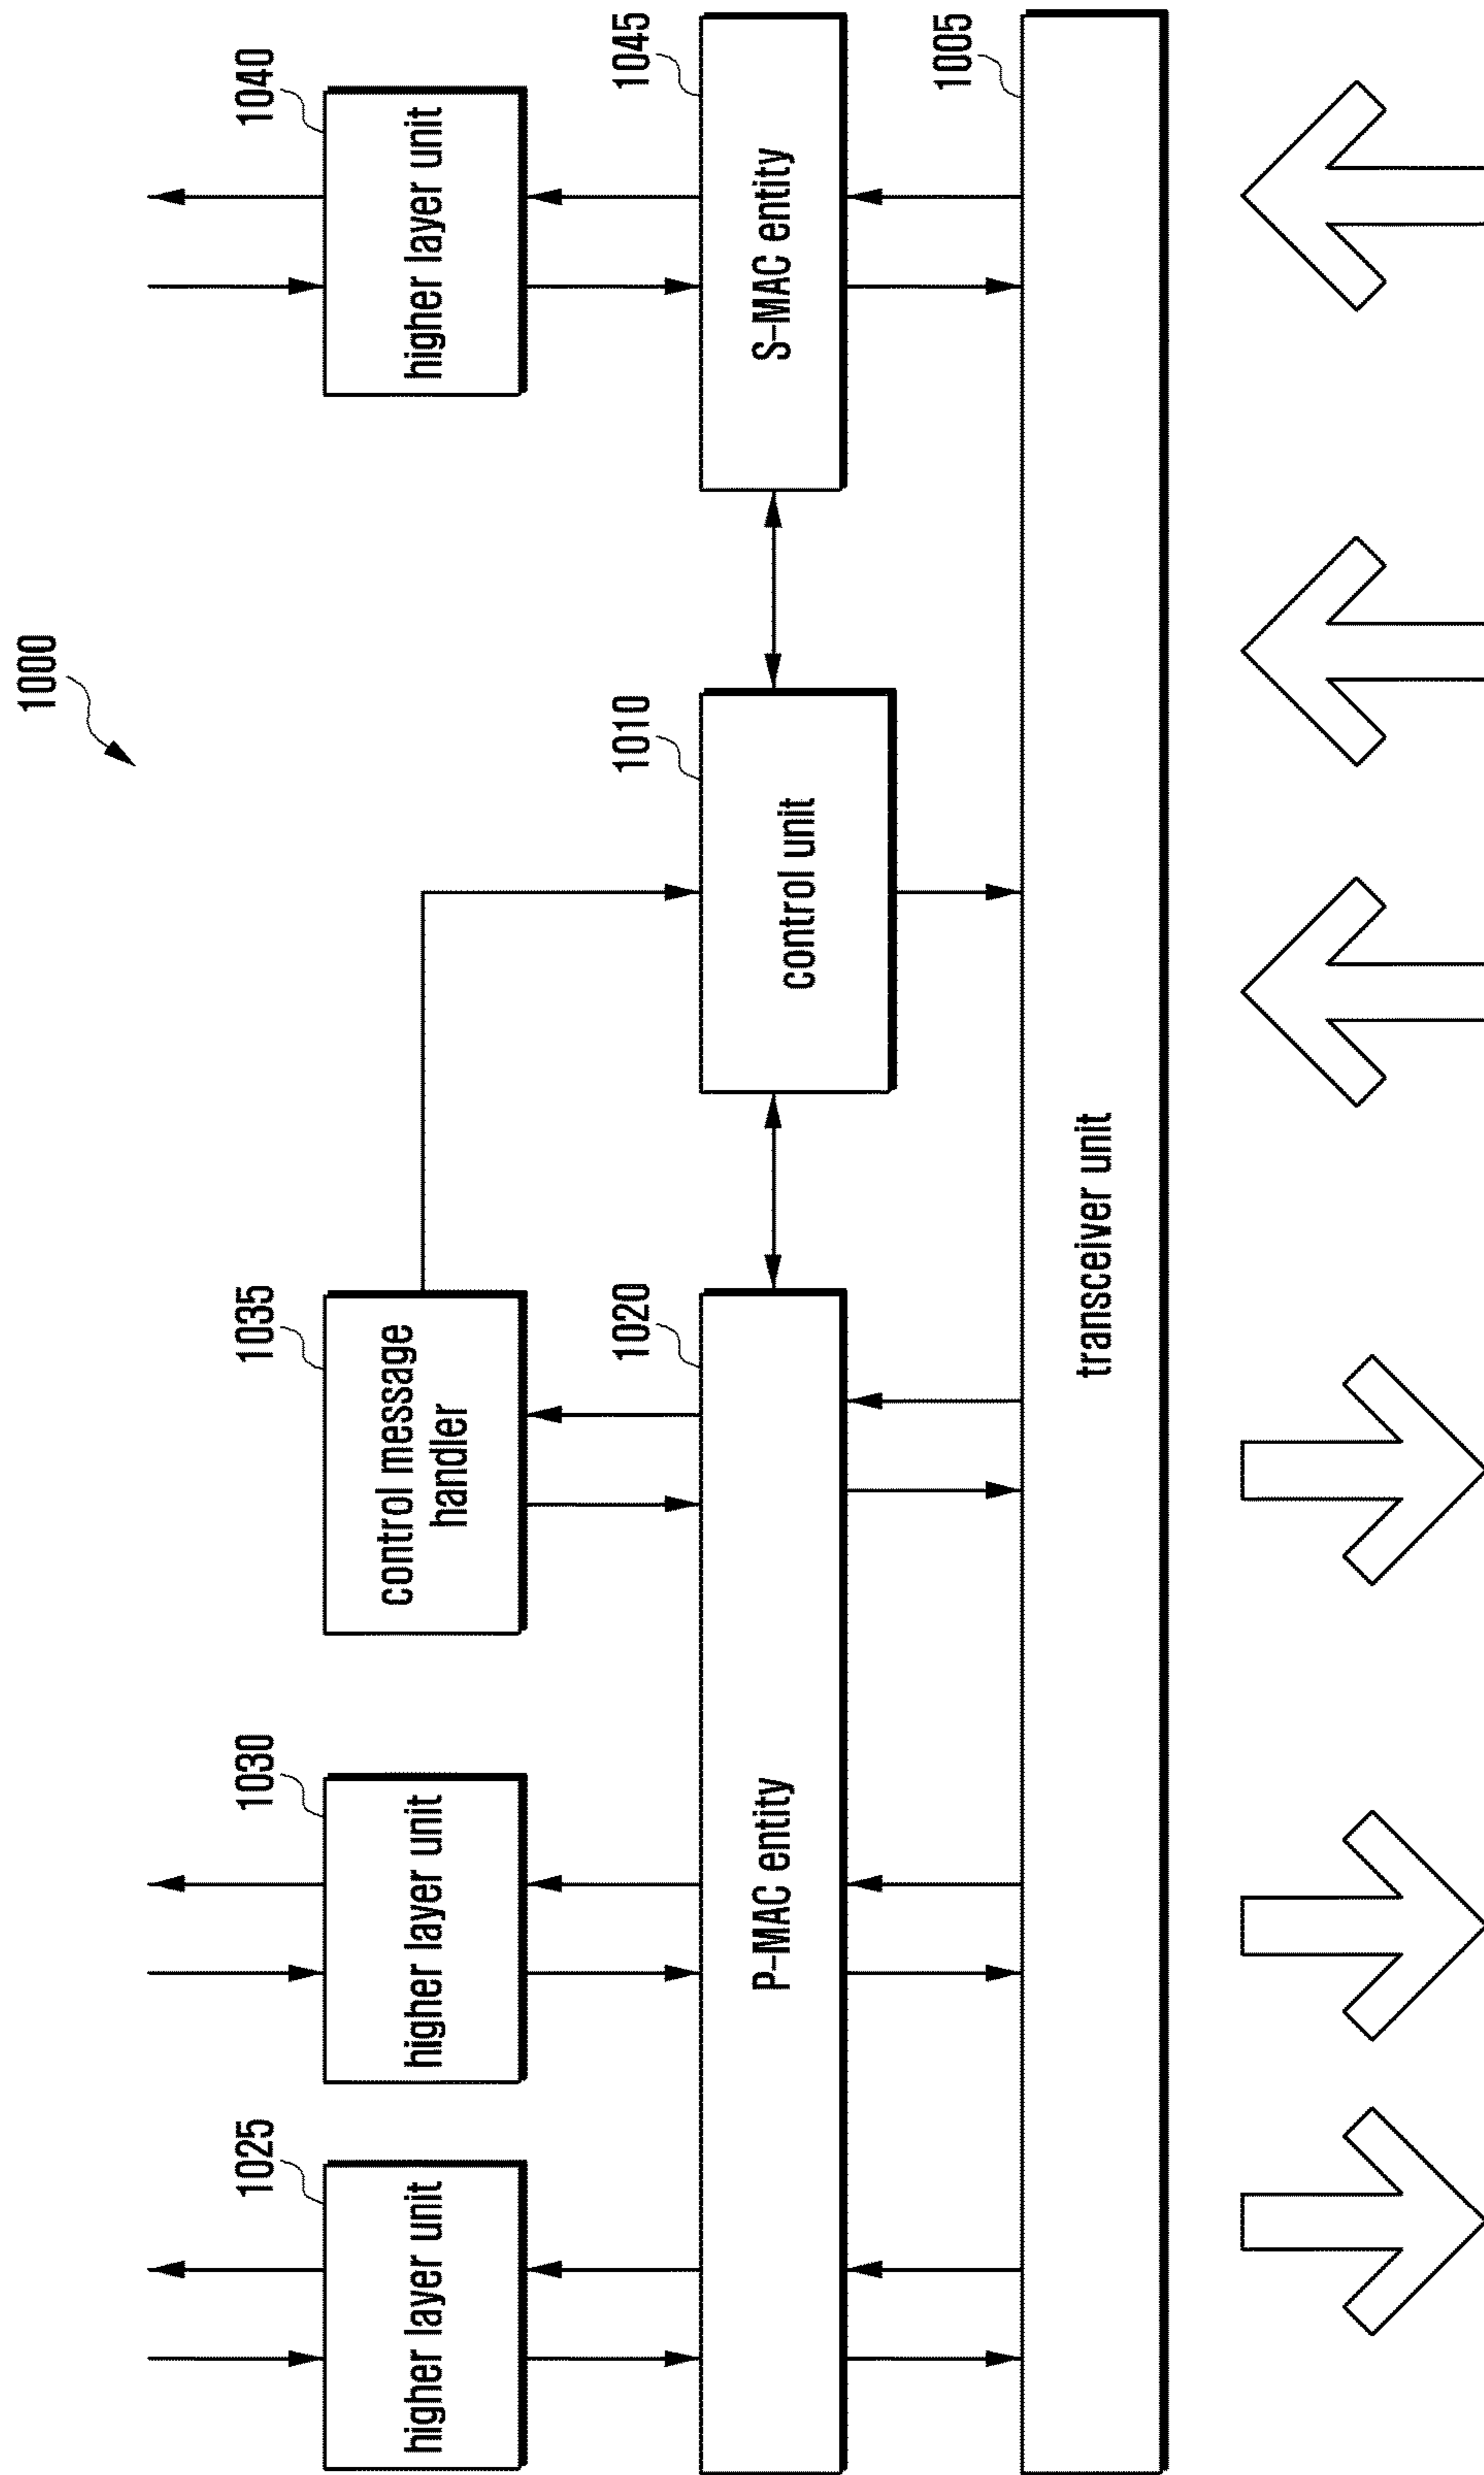 1000
1025
higher layer unit
1030
higher layer unit
1035
control message
handler
1040
higher layer unit
1020
P-MAC entity
1010
control unit
1045
S-MAC entity
1005
transceiver unit